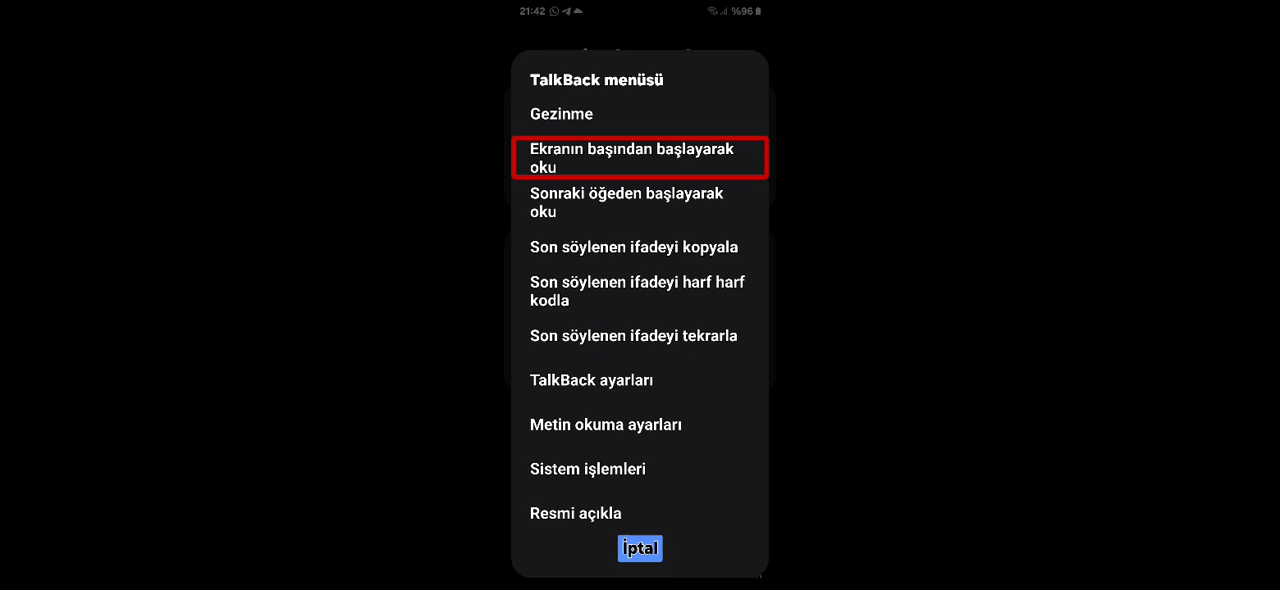 21:42 %96
TalkBack menüsü
Gezinme
Ekranın başından başlayarak
oku
Sonraki öğeden başlayarak
oku
Son söylenen ifadeyi kopyala
Son söylenen ifadeyi harf harf
kodla
Son söylenen ifadeyi tekrarla
TalkBack ayarları
Metin okuma ayarları
Sistem işlemleri
Resmi açıkla
İptal